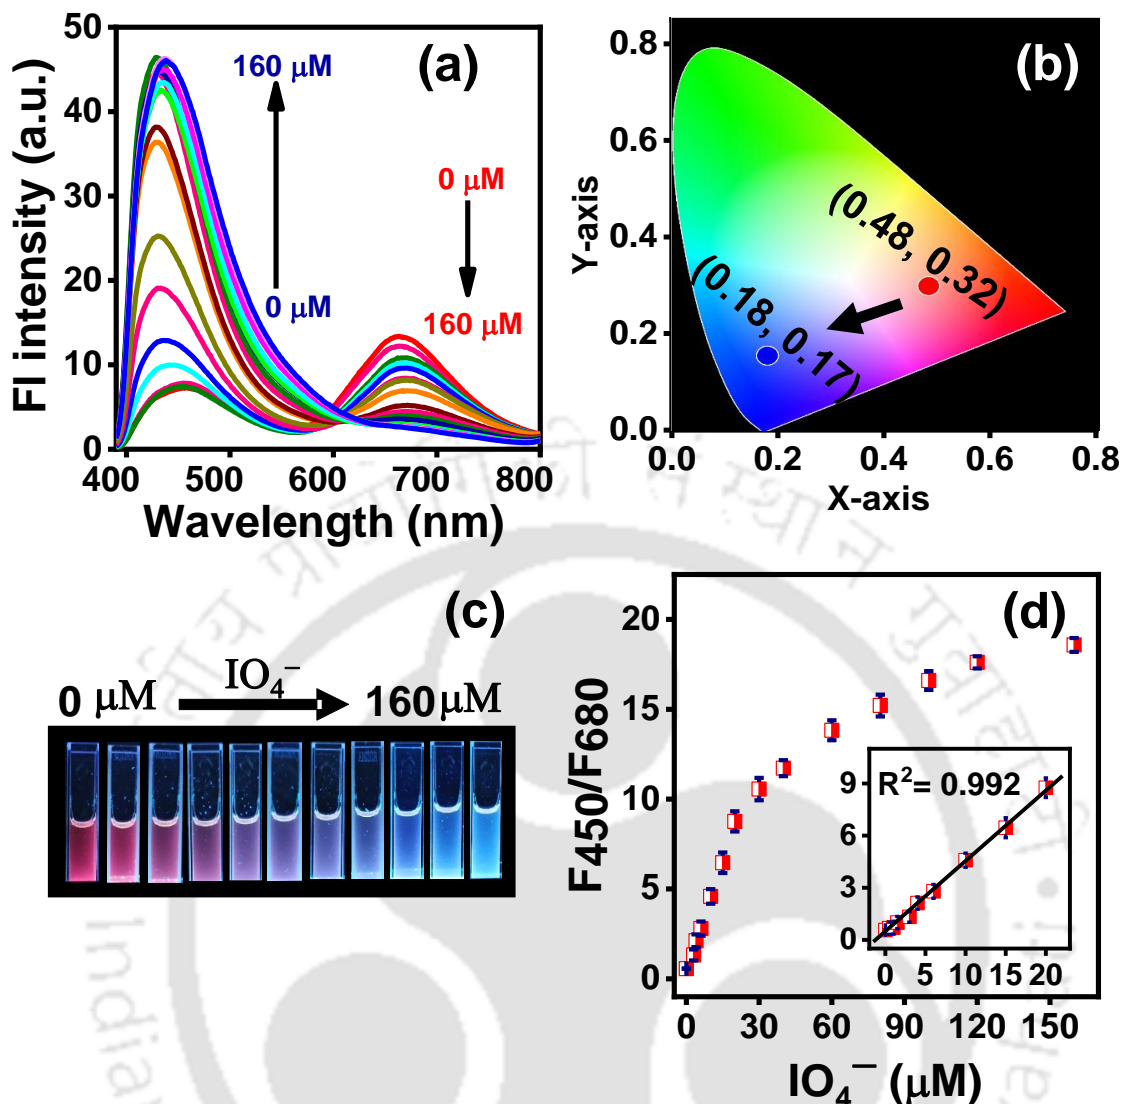 (a)
FI intensity (a.u.)
50
40
30
20
10
0
160 μM
0 μM
0 μM
160 μM
400 500 600 700 800
Wavelength (nm)
(b)
Y-axis
0.8
0.6
0.4
0.2
0.0
(0.48, 0.32)
(0.18, 0.17)
0.0 0.2 0.4 0.6 0.8
X-axis
(c)
0 μM IO₄⁻ 160 μM
(d)
F450/F680
20
15
10
5
0
R²= 0.992
9
6
3
0
0 5 10 15 20
0 30 60 90 120 150
IO₄⁻ (μM)
Indian